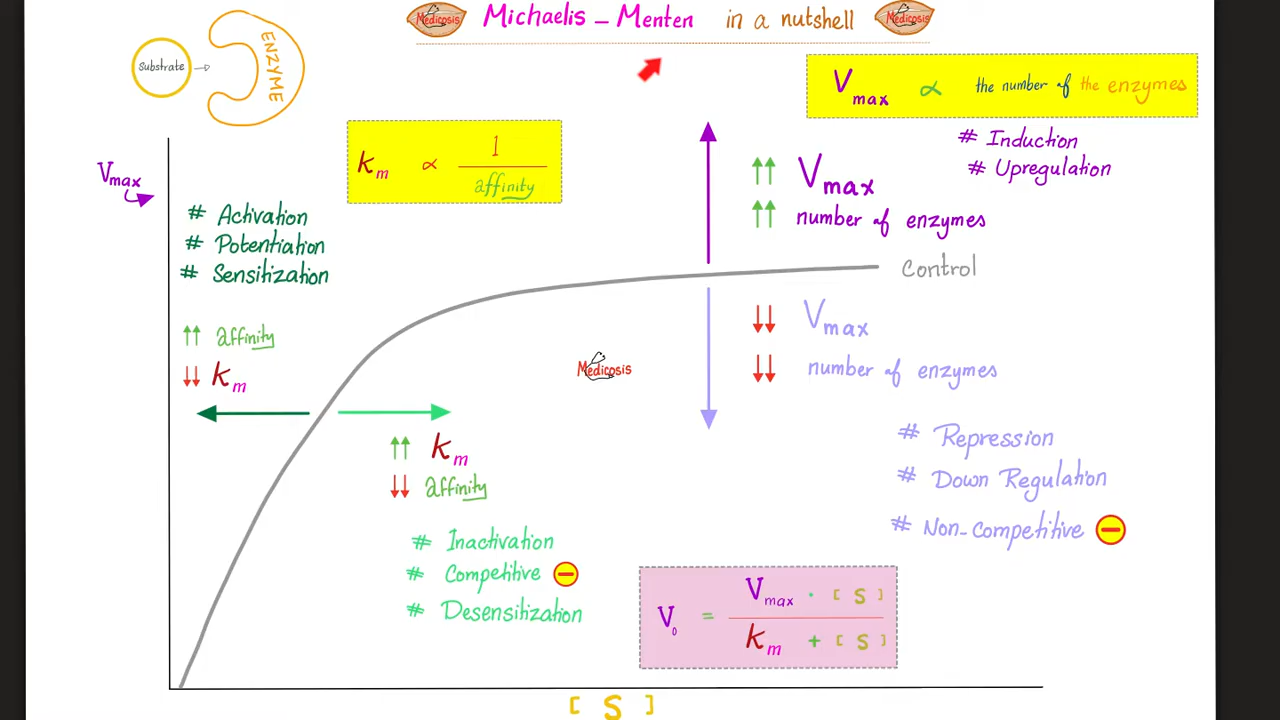 Medicosis Michaelis - Menten in a nutshell Medicosis
Substrate
ENZYME
Vmax ∝ the number of the enzymes
# Induction
# Upregulation
km ∝ 1
affinity
Vmax
# Activation
# Potentiation
# Sensitization
↑↑ affinity
↓↓ km
↑↑ Vmax
↑↑ number of enzymes
Control
↓↓ Vmax
↓↓ number of enzymes
Medicosis
↑↑ km
↓↓ affinity
# Inactivation
# Competitive ⊖
# Desensitization
# Repression
# Down Regulation
# Non-competitive ⊖
V0 = Vmax · [ S ]
km + [ S ]
[ S ]